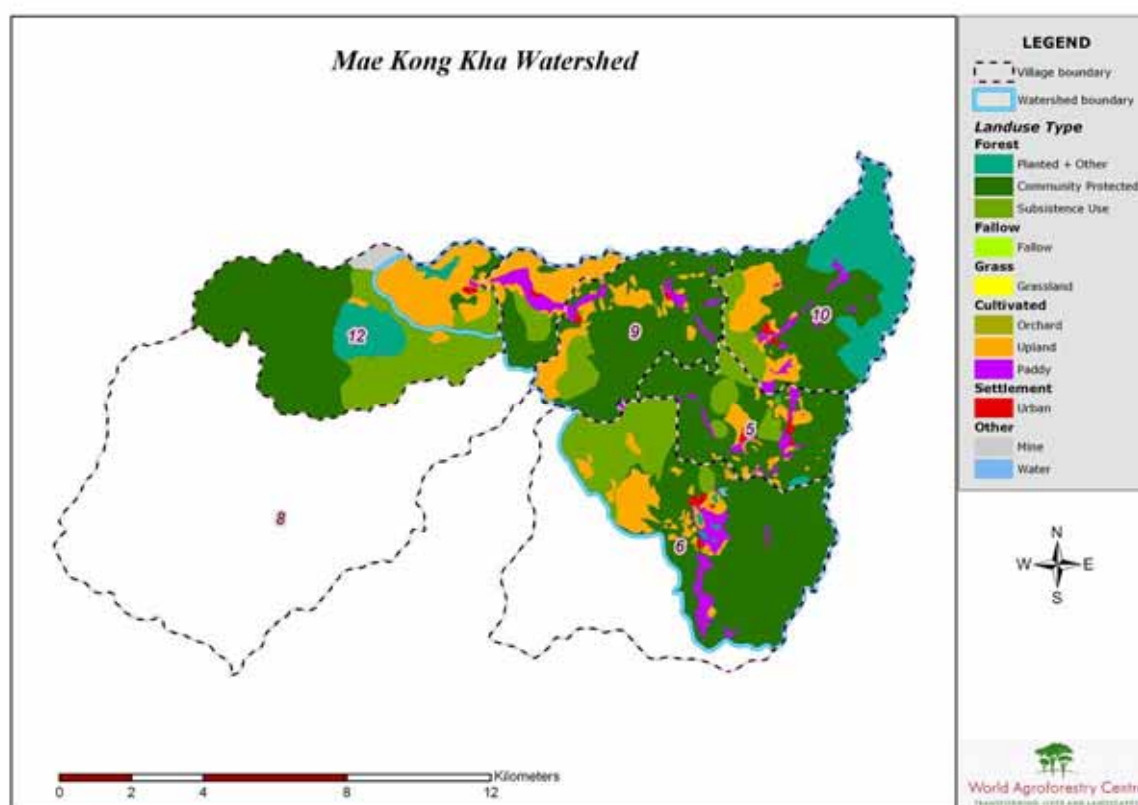 Mae Kong Kha Watershed
12
9
10
5
8
6
Kilometers
0 2 4 8 12
LEGEND
Village boundary
Watershed boundary
Landuse Type
Forest
Planted + Other
Community Protected
Subsistence Use
Fallow
Fallow
Grass
Grassland
Cultivated
Orchard
Upland
Paddy
Settlement
Urban
Other
Mine
Water
N
W E
S
World Agroforestry Centr